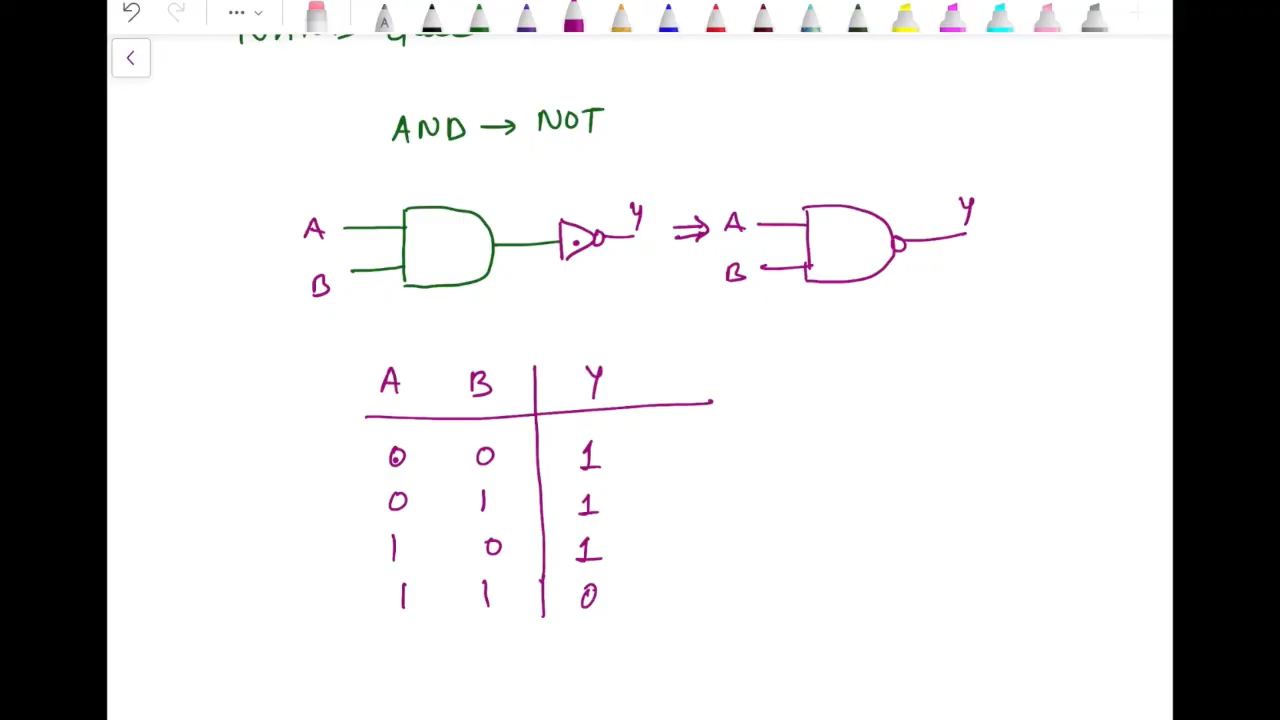 AND → NOT
A Y ⇒ A Y
B B
A B Y
0 0 1
0 1 1
1 0 1
1 1 0